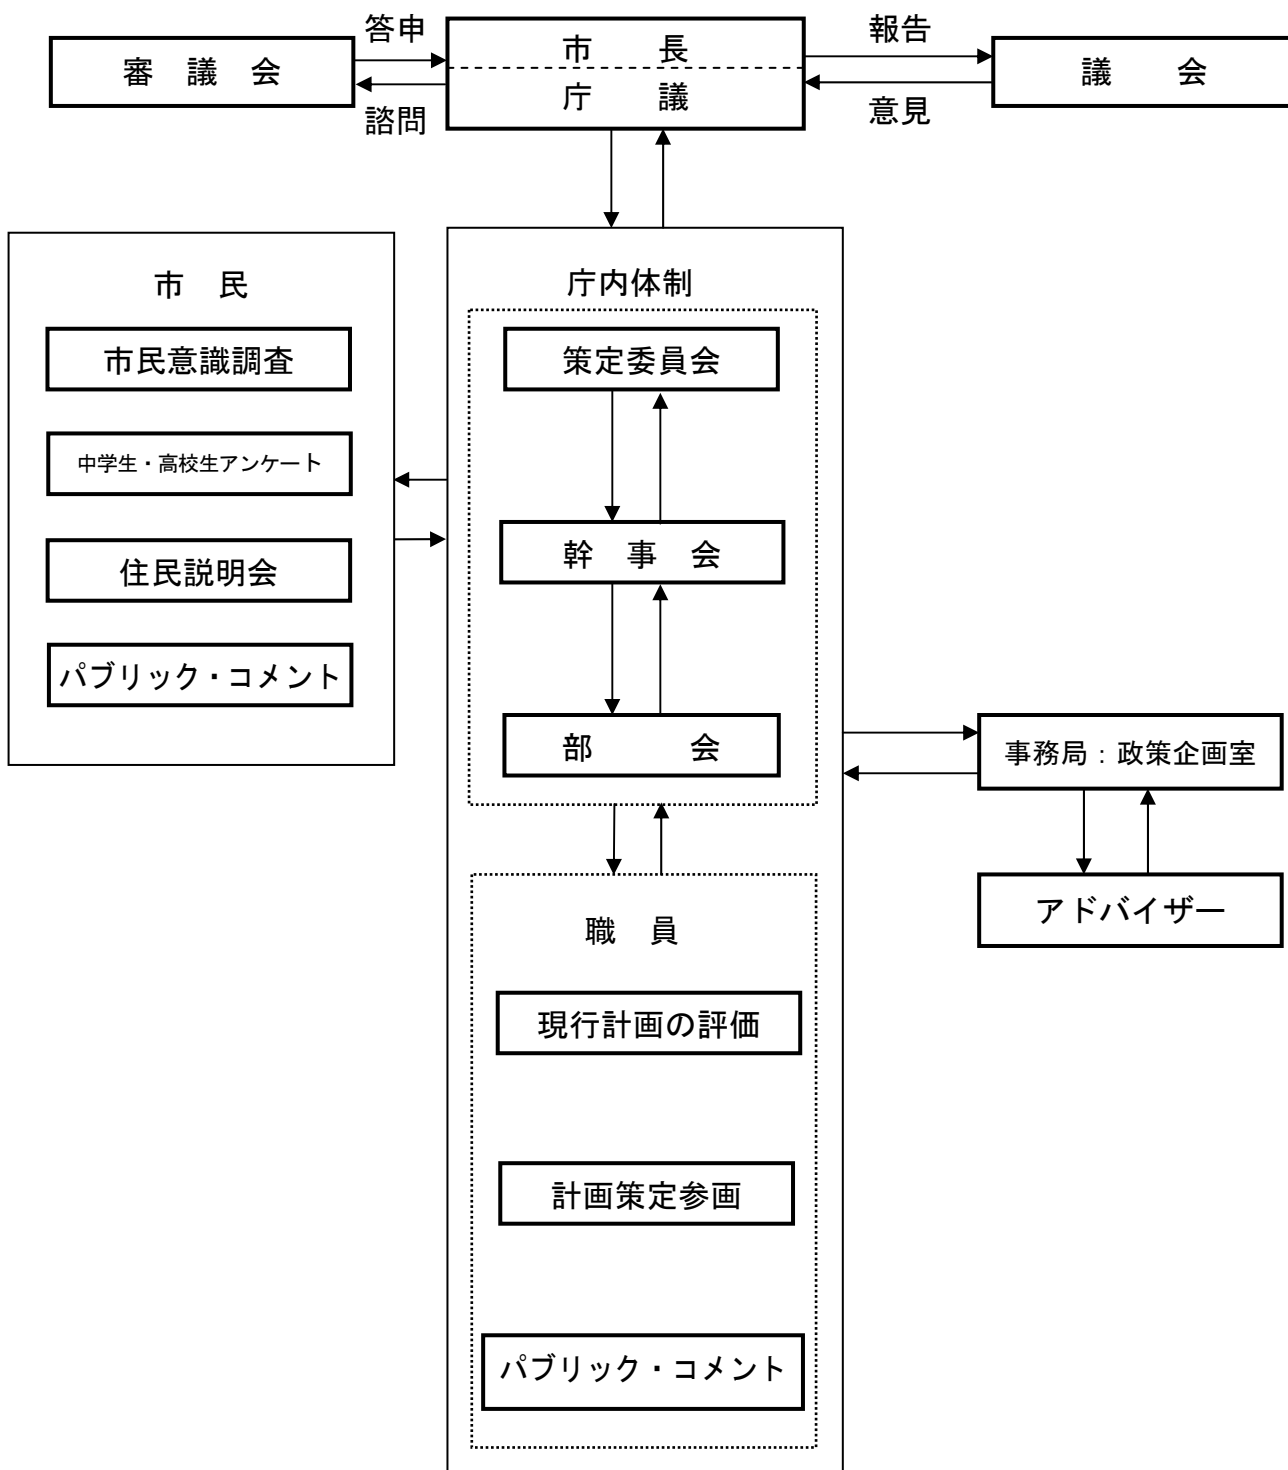 答申
審　議　会
諮問
市　　長
庁　　議
報告
意見
議　　会
市　民
市民意識調査
中学生・高校生アンケート
住民説明会
パブリック・コメント
庁内体制
策定委員会
幹　事　会
部　　　会
職　員
現行計画の評価
計画策定参画
パブリック・コメント
事務局：政策企画室
アドバイザー